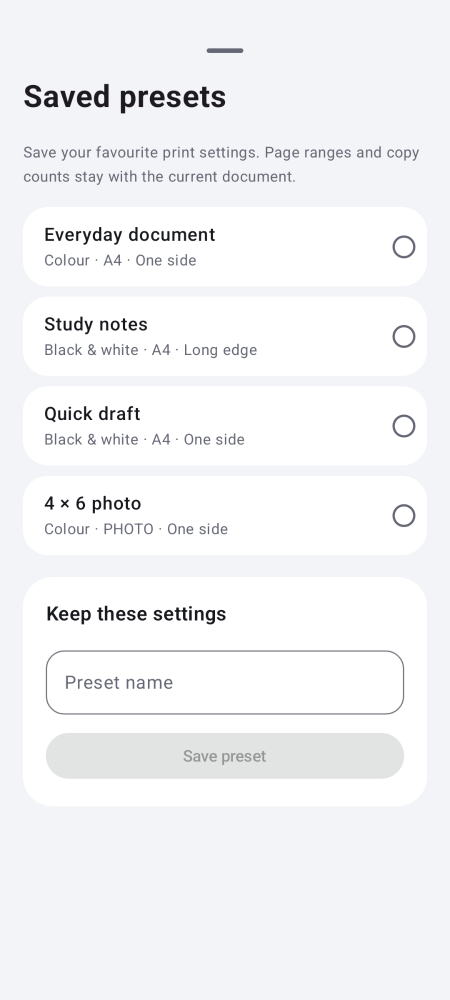 Saved presets
Save your favourite print settings. Page ranges and copy
counts stay with the current document.
Everyday document
Colour · A4 · One side
Study notes
Black & white · A4 · Long edge
Quick draft
Black & white · A4 · One side
4 × 6 photo
Colour · PHOTO · One side
Keep these settings
Preset name
Save preset